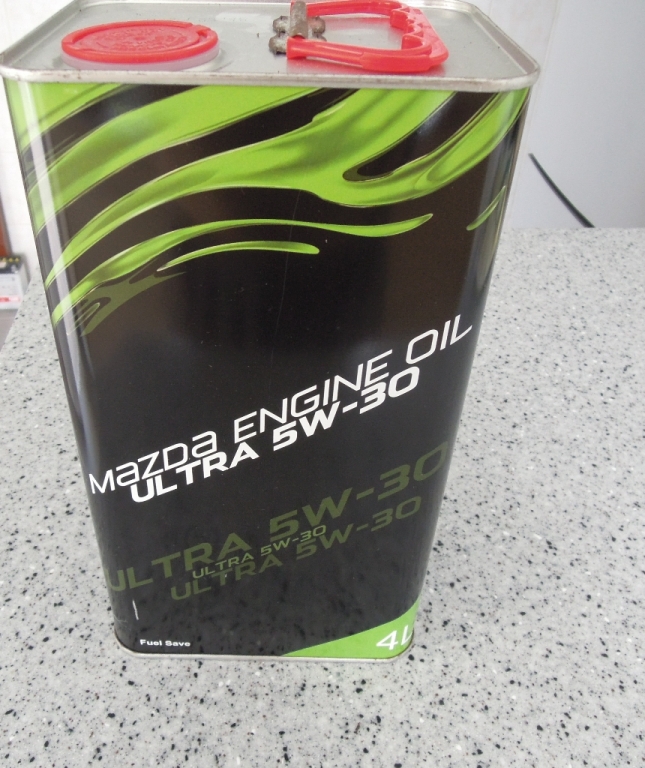 Mazda ENGINE OIL
ULTRA 5W-30
ULTRA 5W-30
ULTRA 5W-30
ULTRA 5W-30
Fuel Save
4L